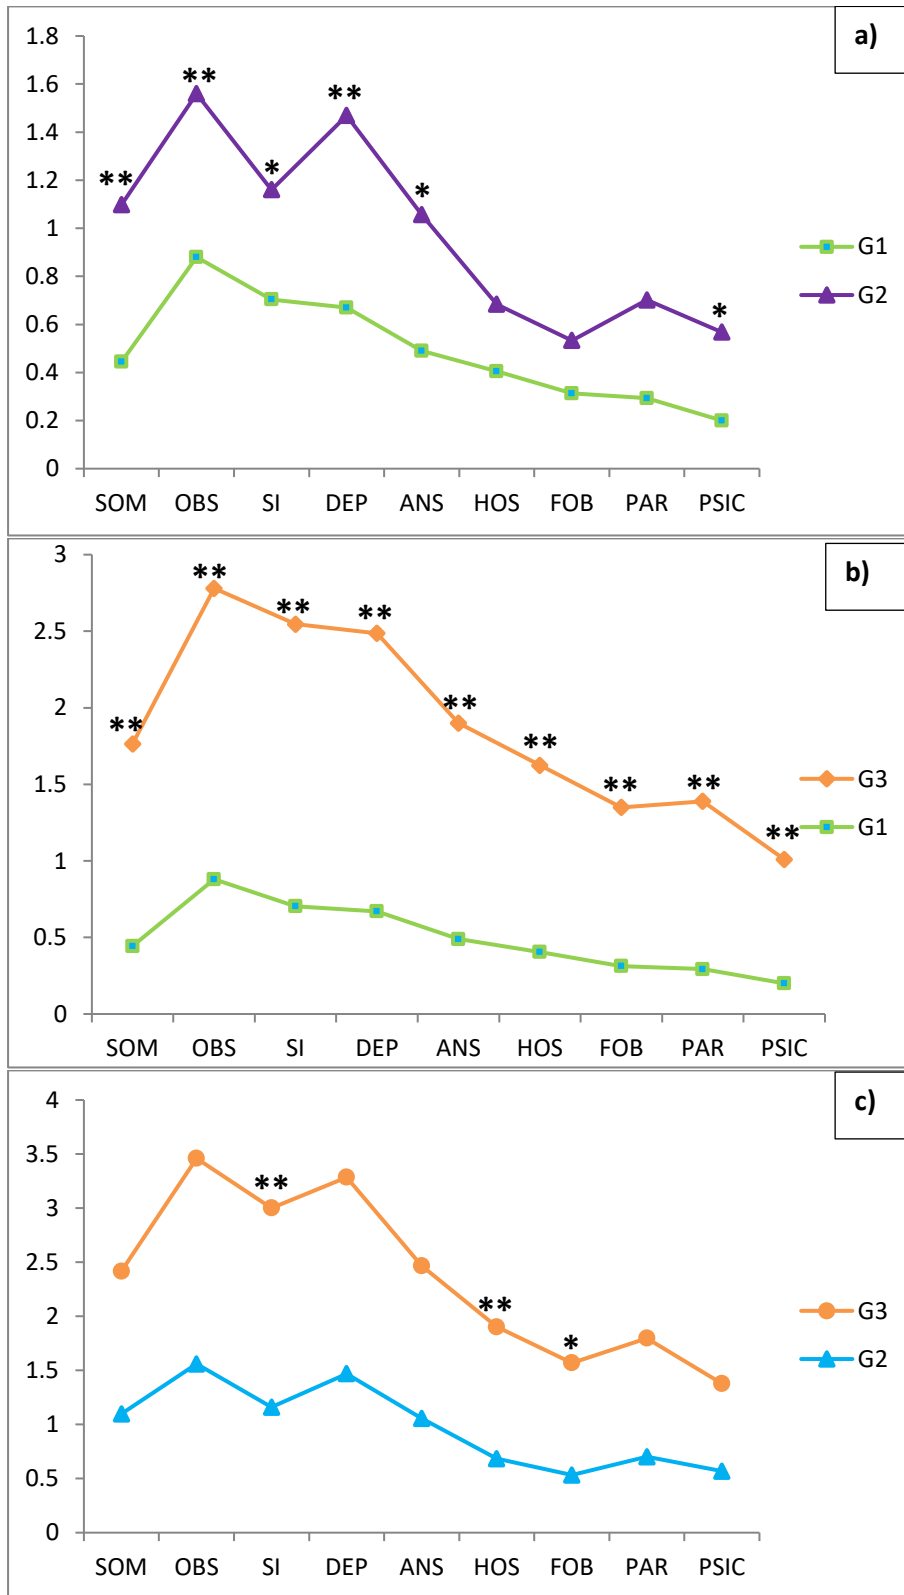 a)
1.8
1.6
1.4
1.2
1
0.8
0.6
0.4
0.2
0
** ** * ** * *
SOM OBS SI DEP ANS HOS FOB PAR PSIC
G1
G2
b)
3
2.5
2
1.5
1
0.5
0
** ** ** ** ** ** ** ** **
SOM OBS SI DEP ANS HOS FOB PAR PSIC
G3
G1
c)
4
3.5
3
2.5
2
1.5
1
0.5
0
** ** *
SOM OBS SI DEP ANS HOS FOB PAR PSIC
G3
G2